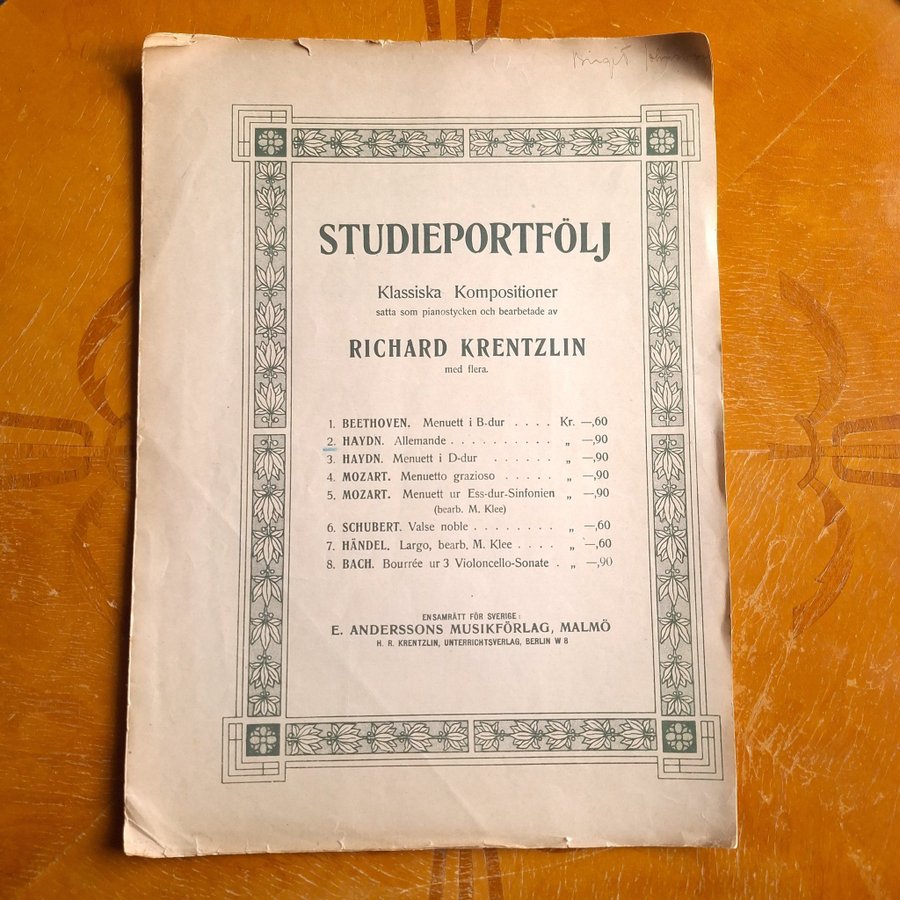 Birgit
STUDIEPORTFÖLJ
Klassiska Kompositioner
satta som pianostycken och bearbetade av
RICHARD KRENTZLIN
med flera.
1. BEETHOVEN. Menuett i B-dur . . . . Kr. —,60
2. HAYDN. Allemande . . . . . . . . . . „ —,90
3. HAYDN. Menuett i D-dur . . . . . . „ —,90
4. MOZART. Menuetto grazioso . . . . . „ —,90
5. MOZART. Menuett ur Ess-dur-Sinfonien „ —,90
(bearb. M. Klee)
6. SCHUBERT. Valse noble . . . . . . . . „ —,60
7. HÄNDEL. Largo, bearb. M. Klee . . . . „ —,60
8. BACH. Bourrée ur 3 Violoncello-Sonate . „ —,90
ENSAMRÄTT FÖR SVERIGE:
E. ANDERSSONS MUSIKFÖRLAG, MALMÖ
H. R. KRENTZLIN, UNTERRICHTSVERLAG, BERLIN W 8